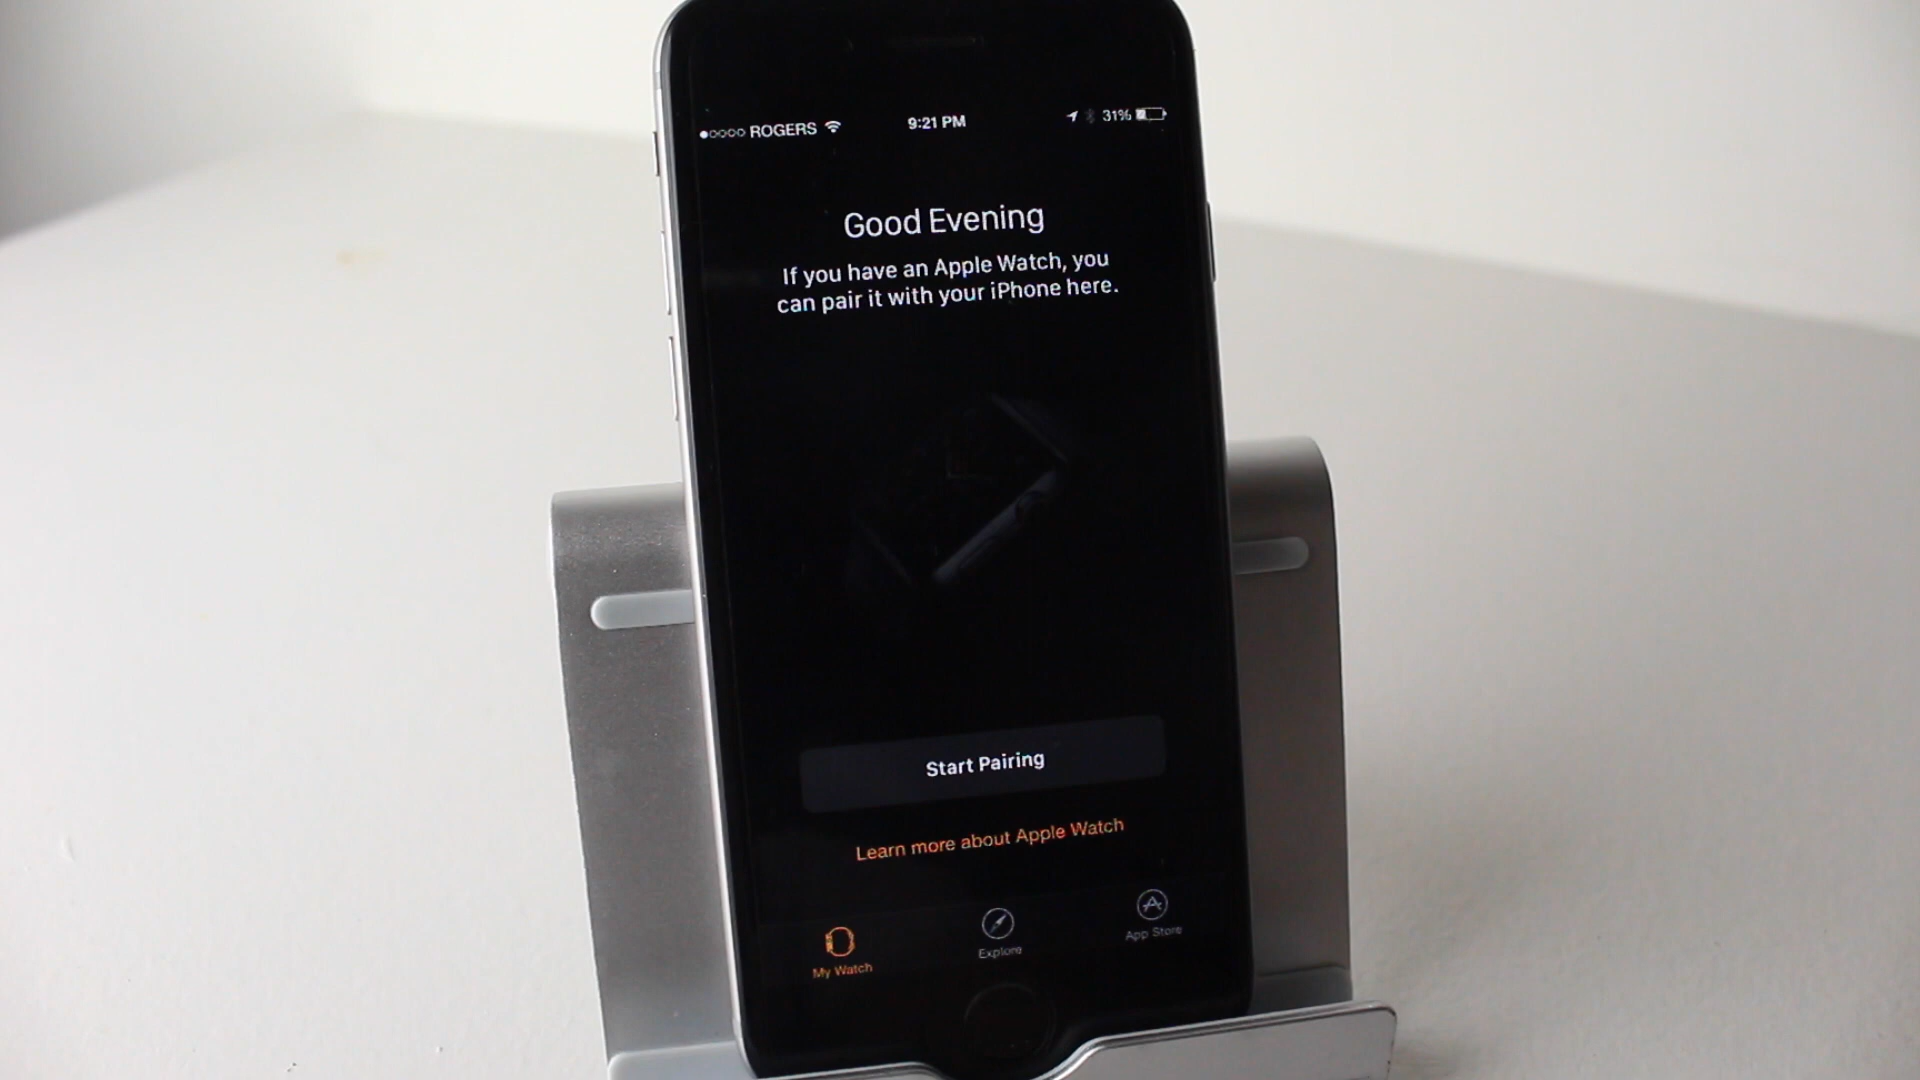 ROGERS 9:21 PM 31%
Good Evening
If you have an Apple Watch, you
can pair it with your iPhone here.
Start Pairing
Learn more about Apple Watch
My Watch Explore App Store